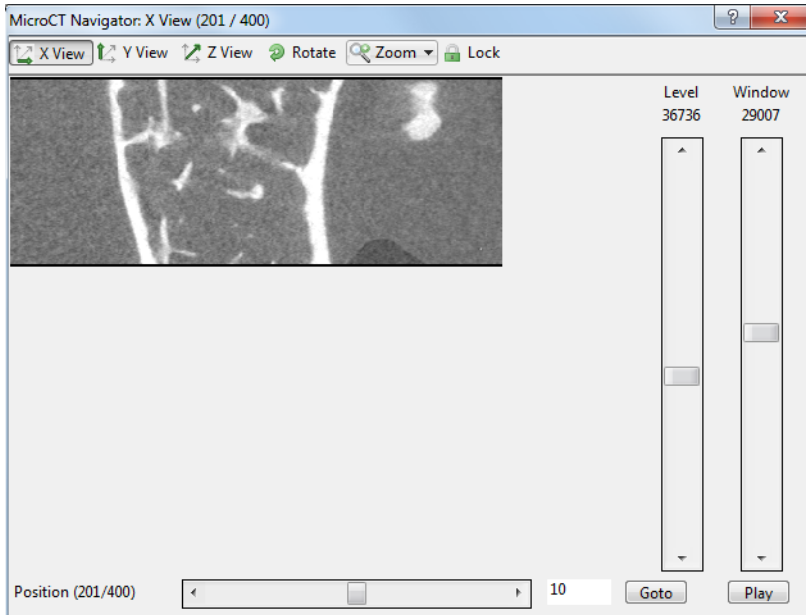 MicroCT Navigator: X View (201 / 400)
X View Y View Z View Rotate Zoom Lock
Level Window
36736 29007
Position (201/400) 10 Goto Play